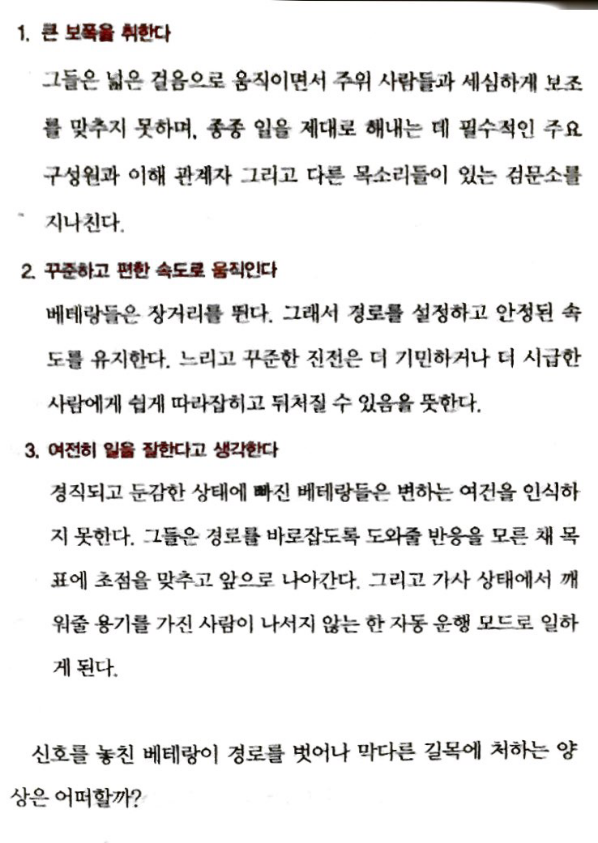 1. 큰 보폭을 취한다
그들은 넓은 걸음으로 움직이면서 주위 사람들과 세심하게 보조
를 맞추지 못하며, 종종 일을 제대로 해내는 데 필수적인 주요
구성원과 이해 관계자 그리고 다른 목소리들이 있는 검문소를
지나친다.
2. 꾸준하고 편한 속도로 움직인다
베테랑들은 장거리를 뛴다. 그래서 경로를 설정하고 안정된 속
도를 유지한다. 느리고 꾸준한 진전은 더 기민하거나 더 시급한
사람에게 쉽게 따라잡히고 뒤처질 수 있음을 뜻한다.
3. 여전히 일을 잘한다고 생각한다
경직되고 둔감한 상태에 빠진 베테랑들은 변하는 여건을 인식하
지 못한다. 그들은 경로를 바로잡도록 도와줄 반응을 모른 채 목
표에 초점을 맞추고 앞으로 나아간다. 그리고 가사 상태에서 깨
워줄 용기를 가진 사람이 나서지 않는 한 자동 운행 모드로 일하
게 된다.
신호를 놓친 베테랑이 경로를 벗어나 막다른 길목에 처하는 양
상은 어떠할까?